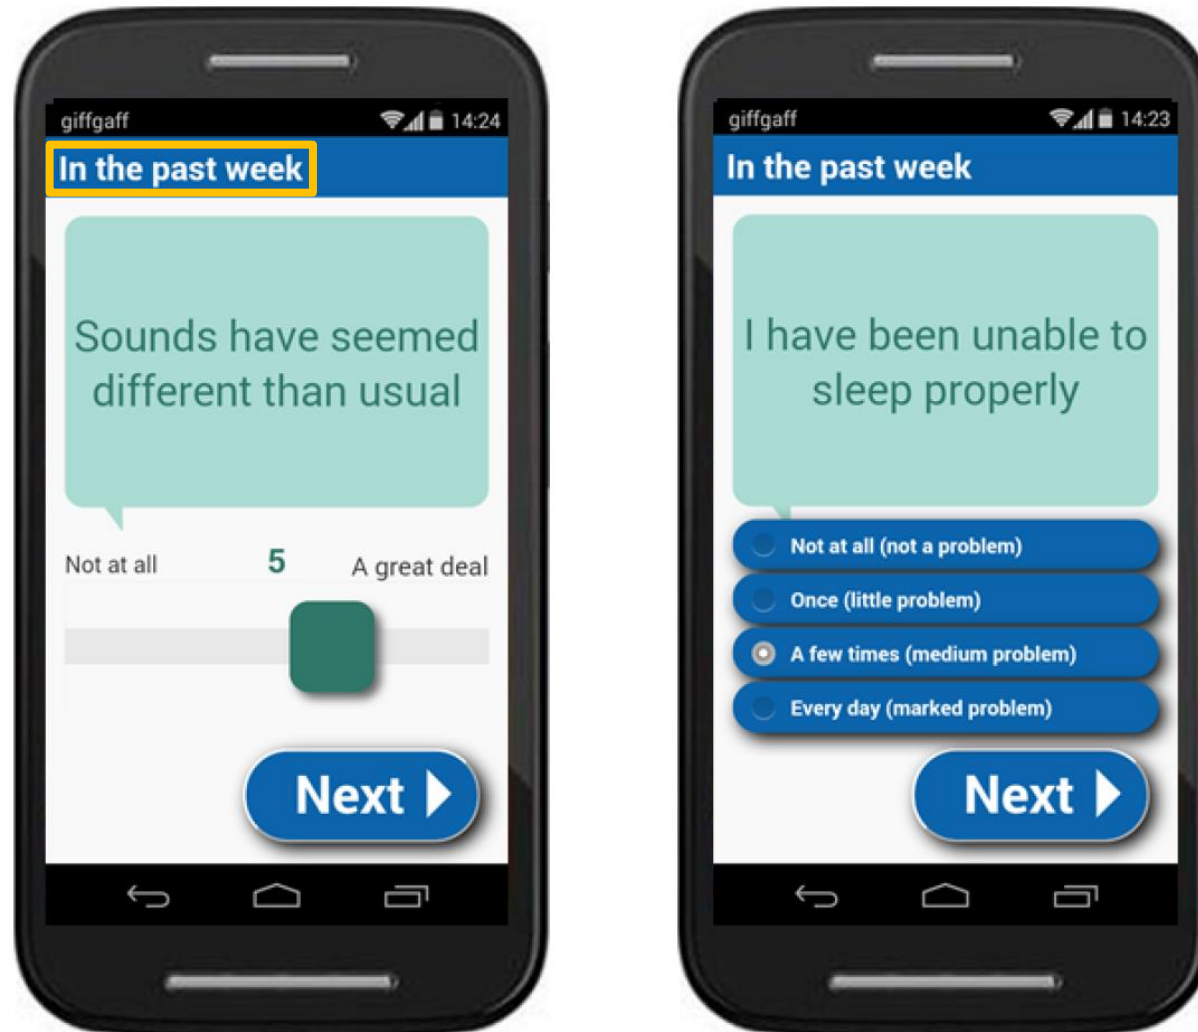 giffgaff 14:24
In the past week
Sounds have seemed
different than usual
Not at all 5 A great deal
Next
giffgaff 14:23
In the past week
I have been unable to
sleep properly
Not at all (not a problem)
Once (little problem)
A few times (medium problem)
Every day (marked problem)
Next